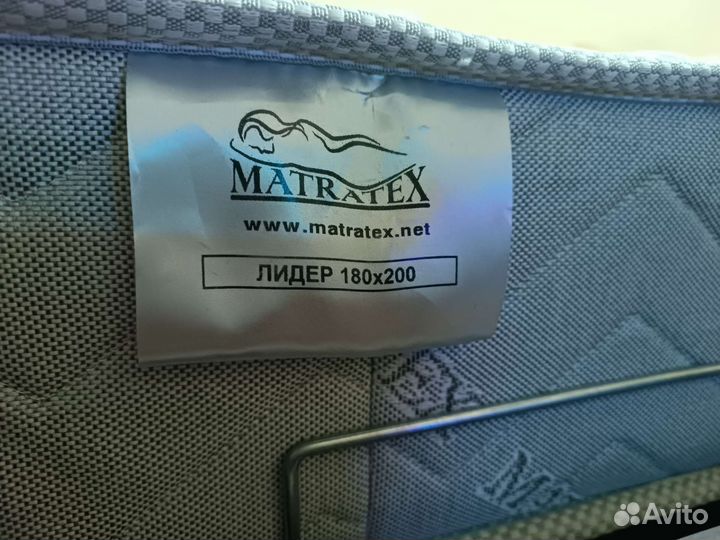 MATRATEX
www.matratex.net
ЛИДЕР 180x200
Avito